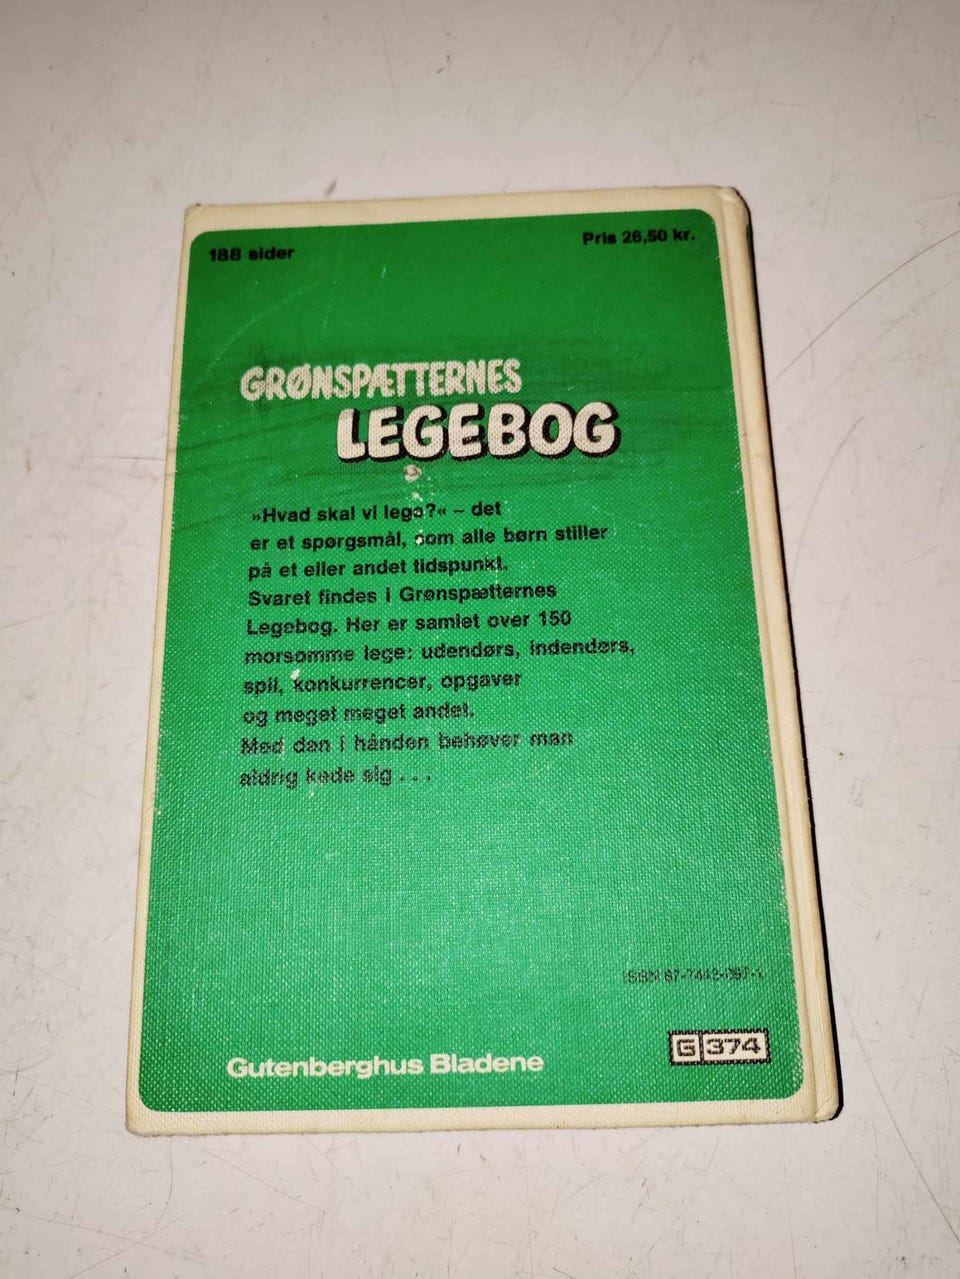 188 sider
Pris 26,50 kr.
GRØNSPÆTTERNES
LEGEBOG
»Hvad skal vi lege?« – det
er et spørgsmål, som alle børn stiller
på et eller andet tidspunkt.
Svaret findes i Grønspætternes
Legebog. Her er samlet over 150
morsomme lege: udendørs, indendørs,
spil, konkurrencer, opgaver
og meget meget andet.
Med den i hånden behøver man
aldrig kede sig . . .
ISBN
Gutenberghus Bladene
G 374